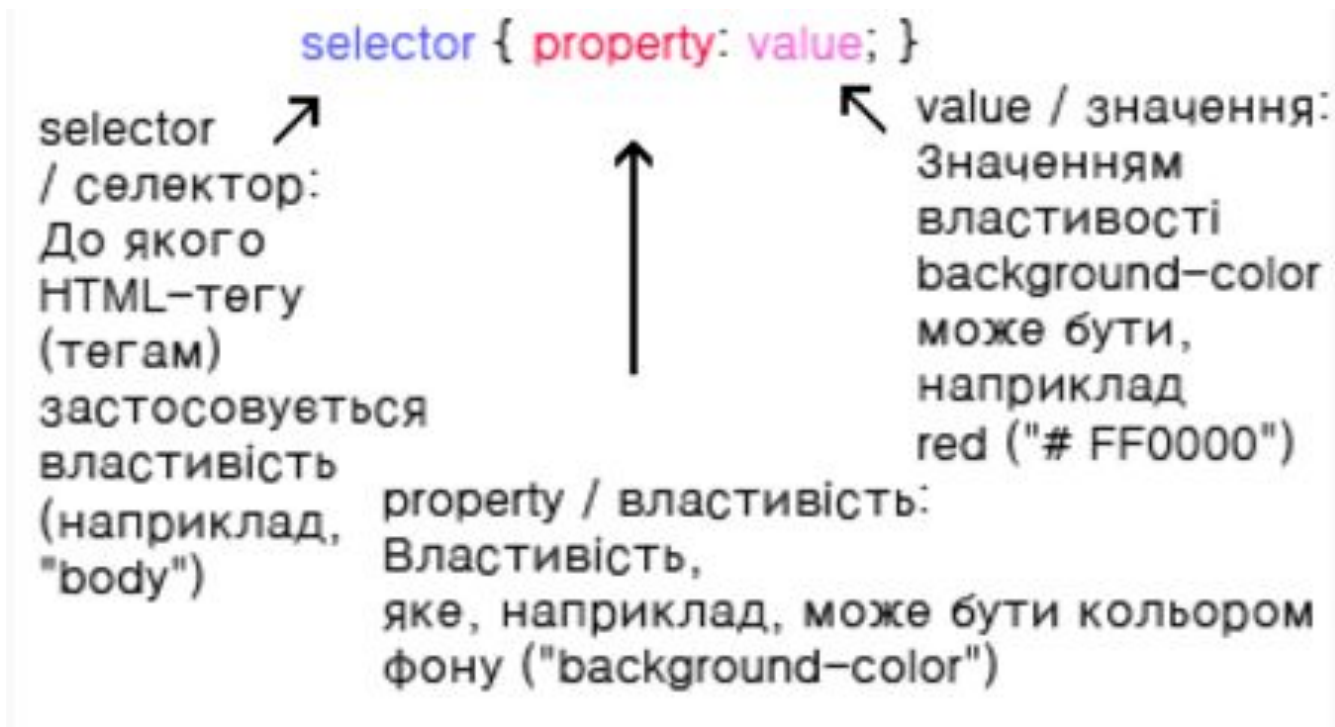 selector { property: value; }
selector
/ селектор:
До якого
HTML-тегу
(тегам)
застосовується
властивість
(наприклад,
"body")
property / властивість:
Властивість,
яке, наприклад, може бути кольором
фону ("background-color")
value / значення:
Значенням
властивості
background-color
може бути,
наприклад
red ("# FF0000")